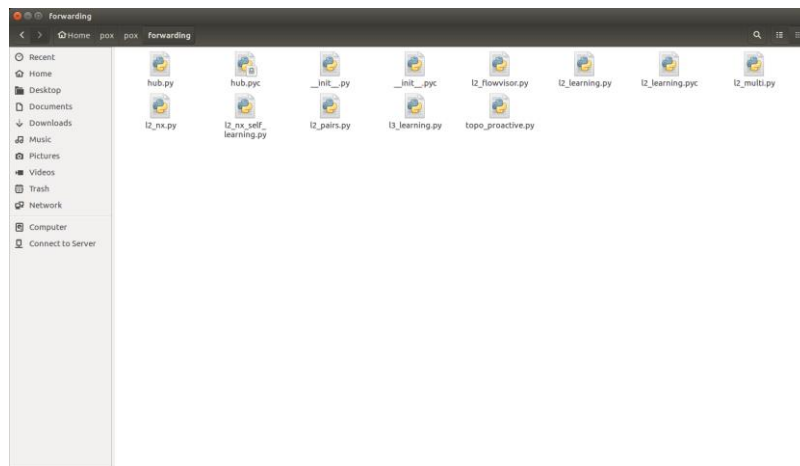 forwarding
Home pox pox forwarding
Recent
Home
Desktop
Documents
Downloads
Music
Pictures
Videos
Trash
Network
Computer
Connect to Server
hub.py
hub.pyc
__init__.py
__init__.pyc
l2_flowvisor.py
l2_learning.py
l2_learning.pyc
l2_multi.py
l2_nx.py
l2_nx_self_
learning.py
l2_pairs.py
l3_learning.py
topo_proactive.py